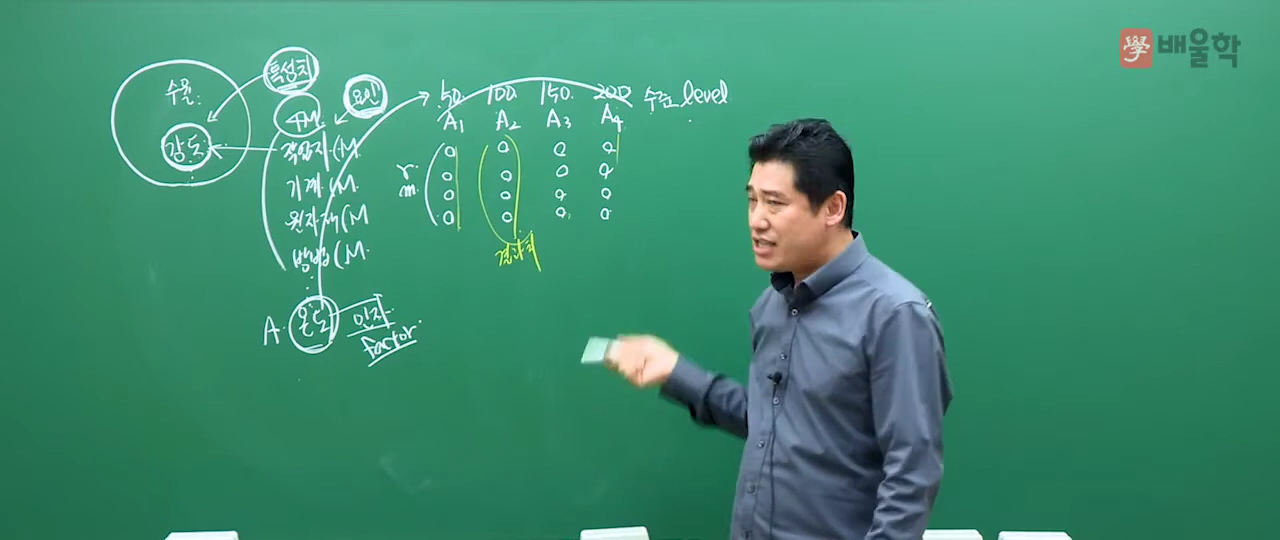 學 배울학
특성치
수율.
강도
4M
요인
작업자(M
기계(M
원자재(M
방법(M.
A. 온도
인자
factor.
50. 100. 150. 200 수준 level
A1 A2 A3 A4
r.
m.
결과치